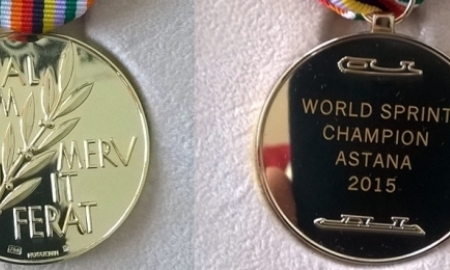 AL
M
MERV
IT
FERAT
WORLD SPRINT
CHAMPION
ASTANA
2015